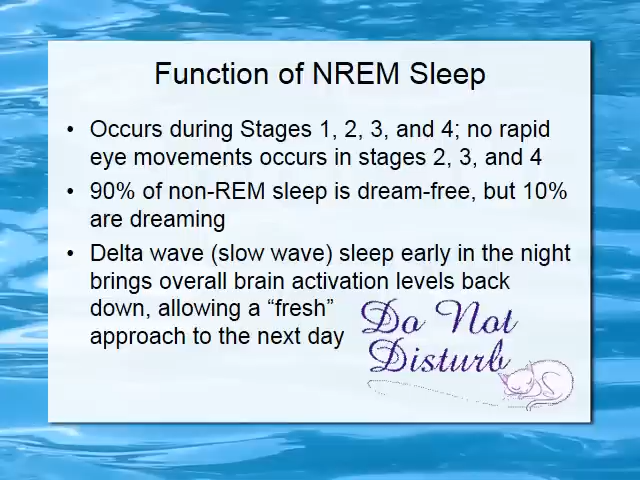 Function of NREM Sleep
• Occurs during Stages 1, 2, 3, and 4; no rapid
eye movements occurs in stages 2, 3, and 4
• 90% of non-REM sleep is dream-free, but 10%
are dreaming
• Delta wave (slow wave) sleep early in the night
brings overall brain activation levels back
down, allowing a “fresh”
approach to the next day
Do Not
Disturb